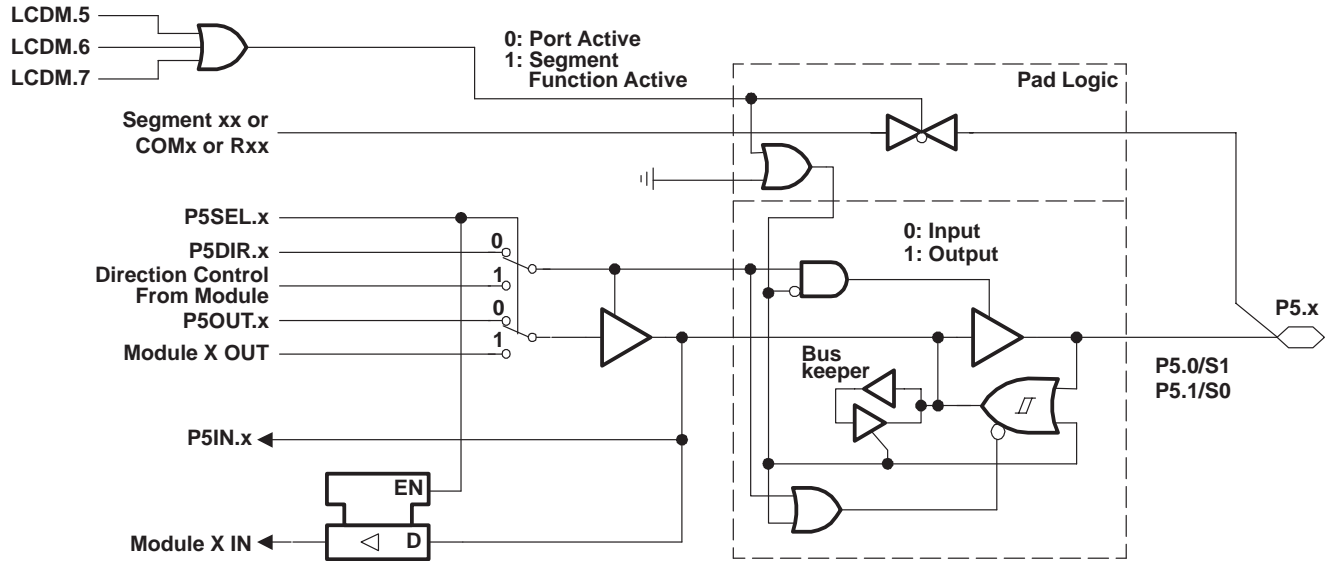 LCDM.5
LCDM.6
LCDM.7
0: Port Active
1: Segment
Function Active
Pad Logic
Segment xx or
COMx or Rxx
P5SEL.x
P5DIR.x
0
Direction Control
From Module
1
P5OUT.x
0
Module X OUT
1
0: Input
1: Output
Bus
keeper
P5.x
P5.0/S1
P5.1/S0
P5IN.x
EN
D
Module X IN